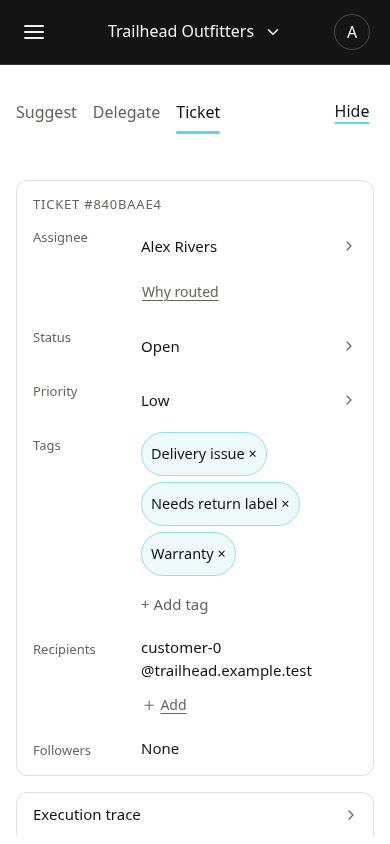 Trailhead Outfitters
A
Suggest Delegate Ticket Hide
TICKET #840BAAE4
Assignee Alex Rivers
Why routed
Status Open
Priority Low
Tags Delivery issue ×
Needs return label ×
Warranty ×
+ Add tag
Recipients customer-0
@trailhead.example.test
+ Add
Followers None
Execution trace